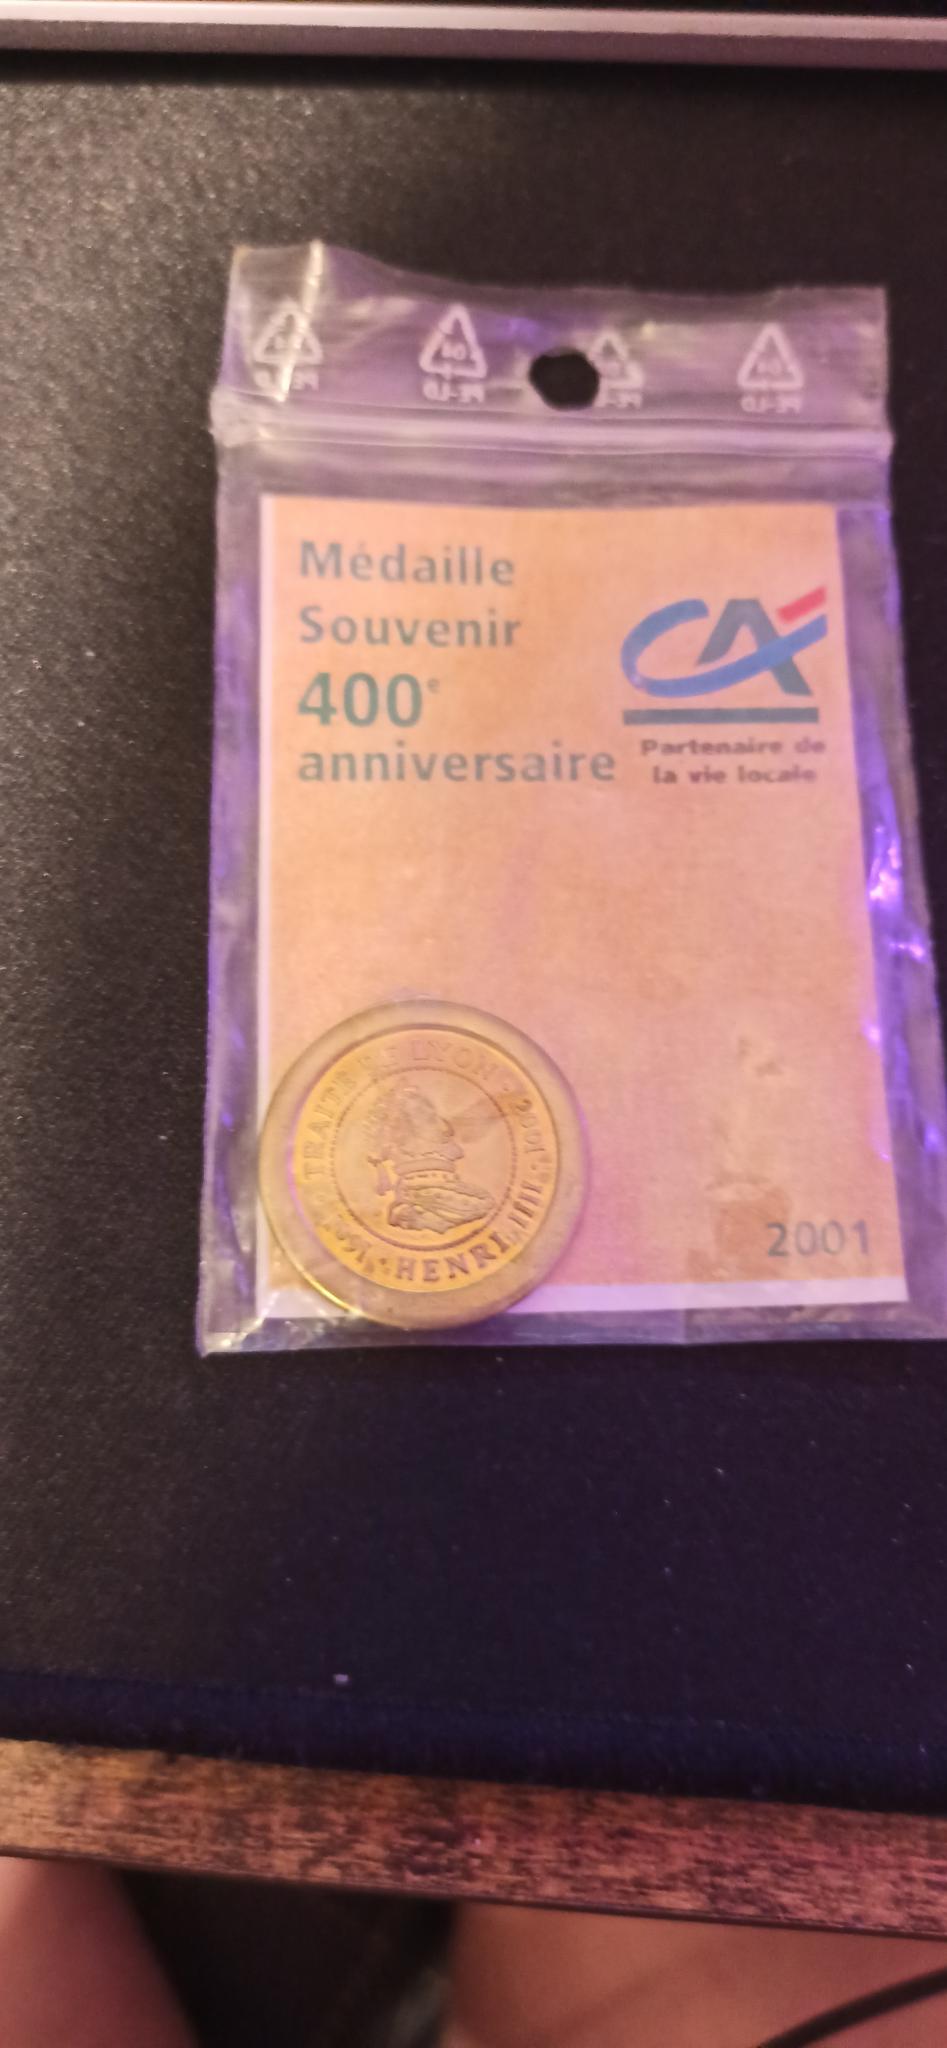 Médaille
Souvenir
400e
anniversaire
CA
Partenaire de
la vie locale
TRAITE DE LYON · 2001
1601
HENRI IIII
2001